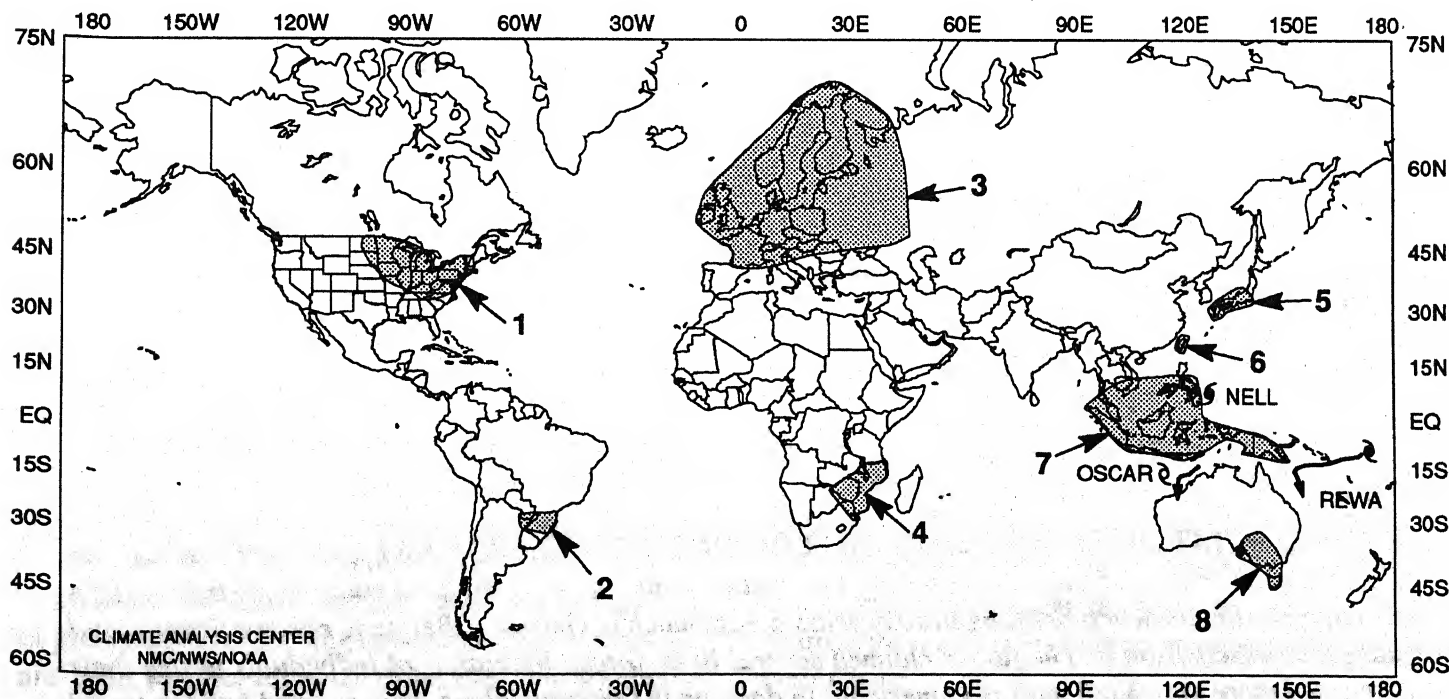 180 150W 120W 90W 60W 30W 0 30E 60E 90E 120E 150E 180
75N 75N
60N 60N
3
45N 45N
30N 5 30N
1
6
15N 15N
NELL
EQ EQ
7
15S OSCAR 15S
REWA
4
30S 30S
2
45S 45S
8
CLIMATE ANALYSIS CENTER
NMC/NWS/NOAA
60S 60S
180 150W 120W 90W 60W 30W 0 30E 60E 90E 120E 150E 180